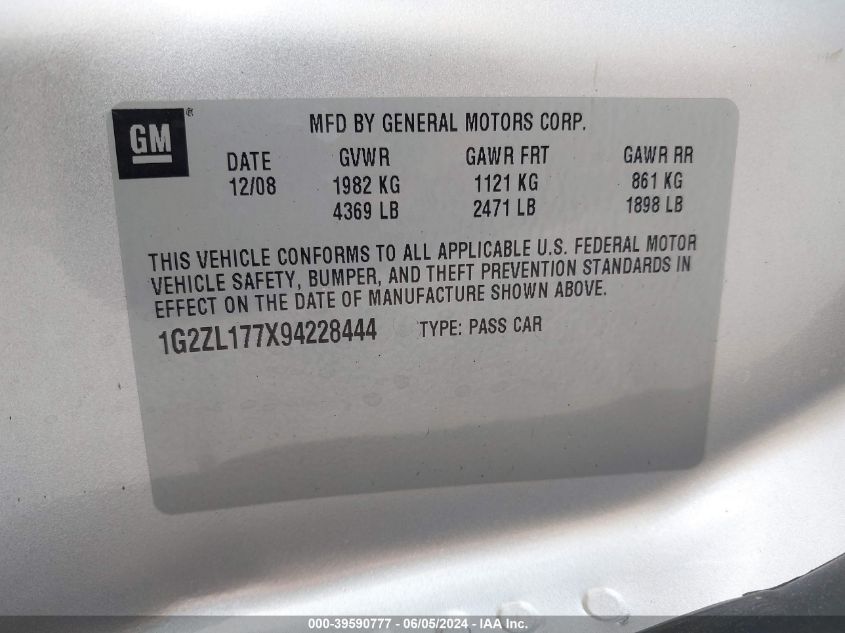 GM®
MFD BY GENERAL MOTORS CORP.
DATE GVWR GAWR FRT GAWR RR
12/08 1982 KG 1121 KG 861 KG
4369 LB 2471 LB 1898 LB
THIS VEHICLE CONFORMS TO ALL APPLICABLE U.S. FEDERAL MOTOR
VEHICLE SAFETY, BUMPER, AND THEFT PREVENTION STANDARDS IN
EFFECT ON THE DATE OF MANUFACTURE SHOWN ABOVE.
1G2ZL177X94228444 TYPE: PASS CAR
000-39590777 - 06/05/2024 - IAA Inc.